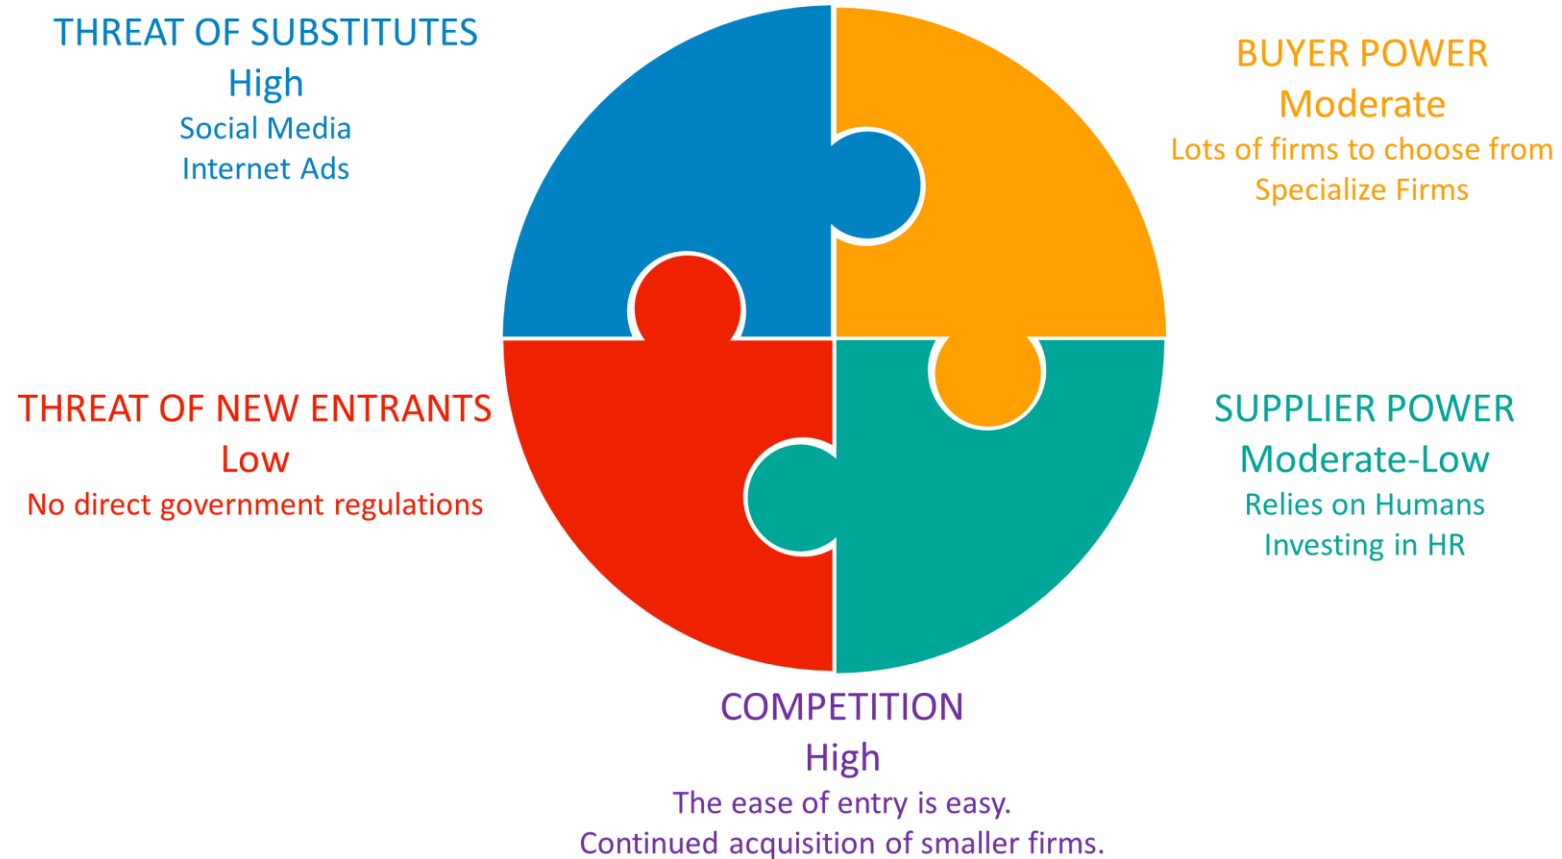 THREAT OF SUBSTITUTES
High
Social Media
Internet Ads
BUYER POWER
Moderate
Lots of firms to choose from
Specialize Firms
THREAT OF NEW ENTRANTS
Low
No direct government regulations
SUPPLIER POWER
Moderate-Low
Relies on Humans
Investing in HR
COMPETITION
High
The ease of entry is easy.
Continued acquisition of smaller firms.